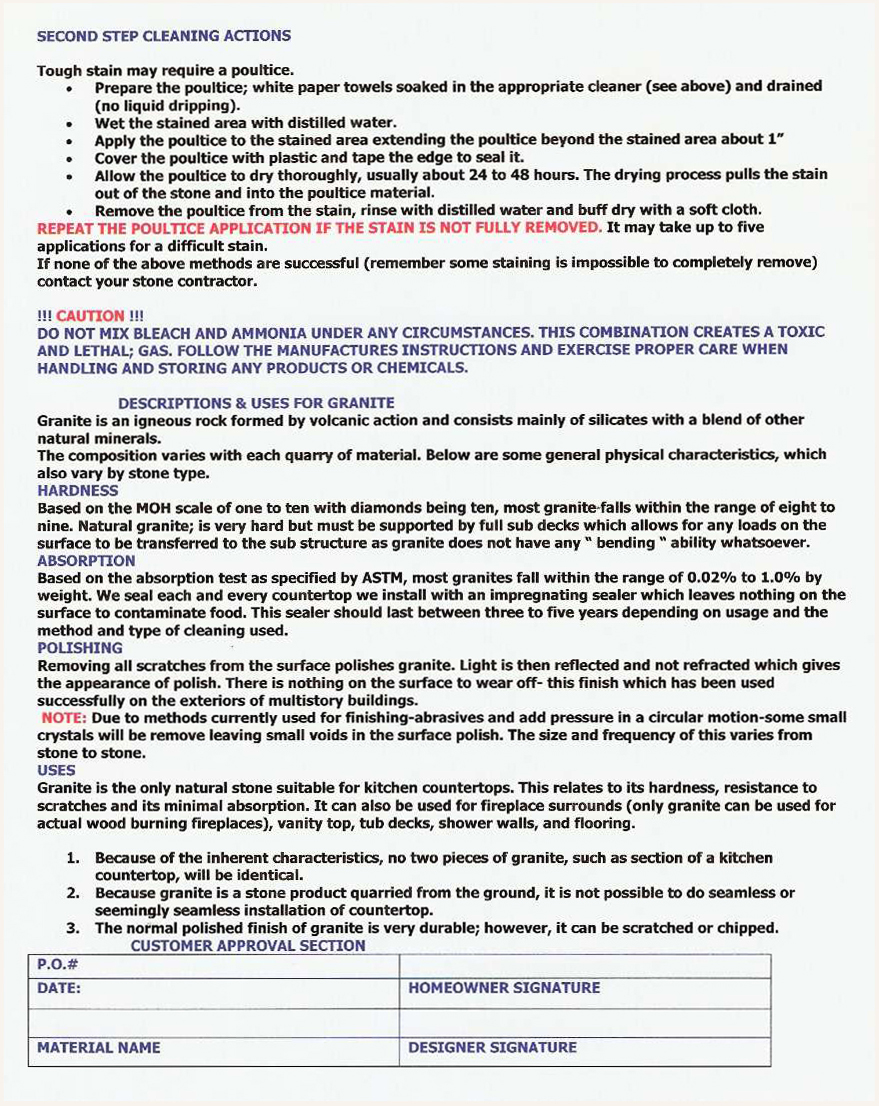 SECOND STEP CLEANING ACTIONS
Tough stain may require a poultice.
• Prepare the poultice; white paper towels soaked in the appropriate cleaner (see above) and drained
(no liquid dripping).
• Wet the stained area with distilled water.
• Apply the poultice to the stained area extending the poultice beyond the stained area about 1"
• Cover the poultice with plastic and tape the edge to seal it.
• Allow the poultice to dry thoroughly, usually about 24 to 48 hours. The drying process pulls the stain
out of the stone and into the poultice material.
• Remove the poultice from the stain, rinse with distilled water and buff dry with a soft cloth.
REPEAT THE POULTICE APPLICATION IF THE STAIN IS NOT FULLY REMOVED. It may take up to five
applications for a difficult stain.
If none of the above methods are successful (remember some staining is impossible to completely remove)
contact your stone contractor.
!!! CAUTION !!!
DO NOT MIX BLEACH AND AMMONIA UNDER ANY CIRCUMSTANCES. THIS COMBINATION CREATES A TOXIC
AND LETHAL; GAS. FOLLOW THE MANUFACTURES INSTRUCTIONS AND EXERCISE PROPER CARE WHEN
HANDLING AND STORING ANY PRODUCTS OR CHEMICALS.
DESCRIPTIONS & USES FOR GRANITE
Granite is an igneous rock formed by volcanic action and consists mainly of silicates with a blend of other
natural minerals.
The composition varies with each quarry of material. Below are some general physical characteristics, which
also vary by stone type.
HARDNESS
Based on the MOH scale of one to ten with diamonds being ten, most granite-falls within the range of eight to
nine. Natural granite; is very hard but must be supported by full sub decks which allows for any loads on the
surface to be transferred to the sub structure as granite does not have any " bending " ability whatsoever.
ABSORPTION
Based on the absorption test as specified by ASTM, most granites fall within the range of 0.02% to 1.0% by
weight. We seal each and every countertop we install with an impregnating sealer which leaves nothing on the
surface to contaminate food. This sealer should last between three to five years depending on usage and the
method and type of cleaning used.
POLISHING
Removing all scratches from the surface polishes granite. Light is then reflected and not refracted which gives
the appearance of polish. There is nothing on the surface to wear off- this finish which has been used
successfully on the exteriors of multistory buildings.
NOTE: Due to methods currently used for finishing-abrasives and add pressure in a circular motion-some small
crystals will be remove leaving small voids in the surface polish. The size and frequency of this varies from
stone to stone.
USES
Granite is the only natural stone suitable for kitchen countertops. This relates to its hardness, resistance to
scratches and its minimal absorption. It can also be used for fireplace surrounds (only granite can be used for
actual wood burning fireplaces), vanity top, tub decks, shower walls, and flooring.
1. Because of the inherent characteristics, no two pieces of granite, such as section of a kitchen
countertop, will be identical.
2. Because granite is a stone product quarried from the ground, it is not possible to do seamless or
seemingly seamless installation of countertop.
3. The normal polished finish of granite is very durable; however, it can be scratched or chipped.
CUSTOMER APPROVAL SECTION
P.O.#
DATE: HOMEOWNER SIGNATURE
MATERIAL NAME DESIGNER SIGNATURE